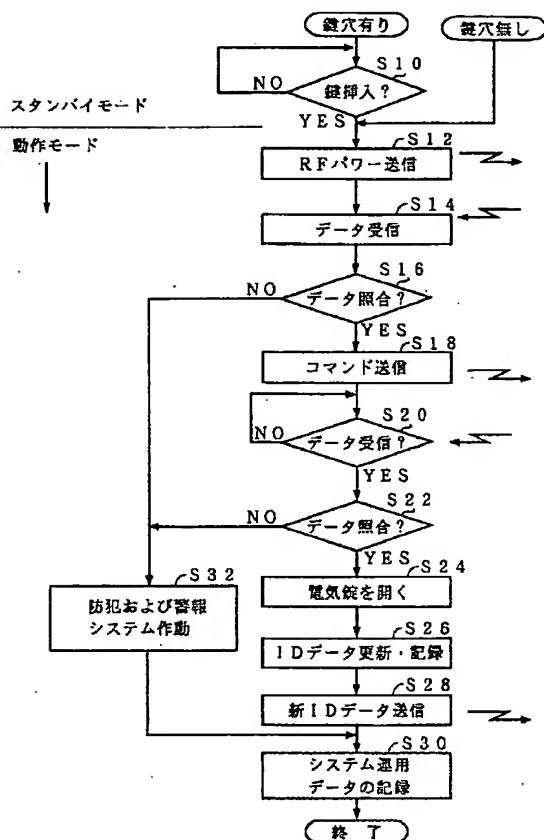 鍵穴有り
鍵穴無し
S10
鍵挿入?
NO
YES
スタンバイモード
動作モード
S12
RFパワー送信
S14
データ受信
S16
データ照合?
NO
YES
S18
コマンド送信
S20
データ受信?
NO
YES
S22
データ照合?
NO
YES
S24
電気錠を開く
S32
防犯および警報
システム作動
S26
IDデータ更新・記録
S28
新IDデータ送信
S30
システム運用
データの記録
終了